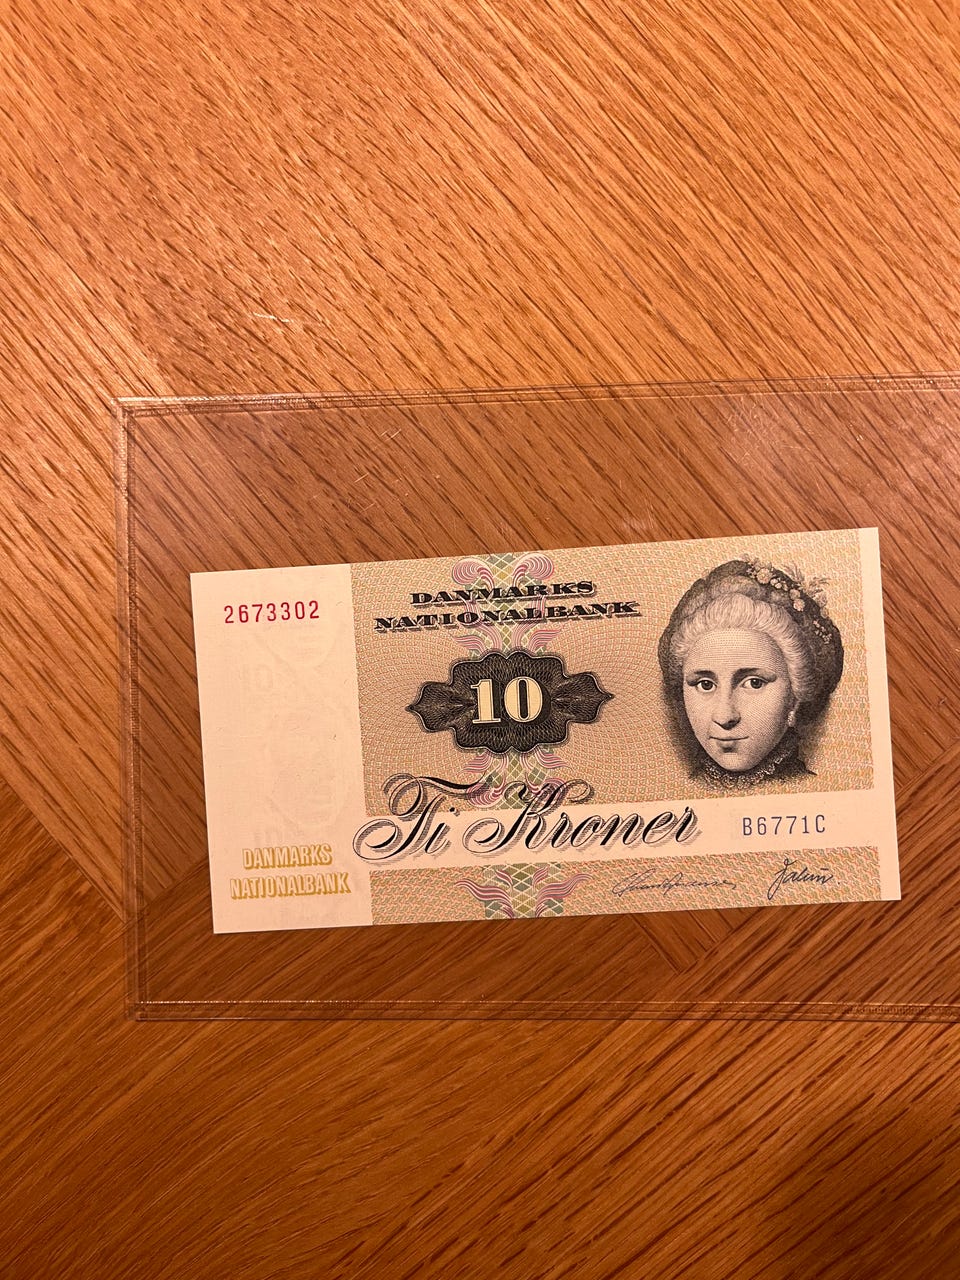 2673302
DANMARKS
NATIONALBANK
10
Ti Kroner
B6771C
DANMARKS
NATIONALBANK